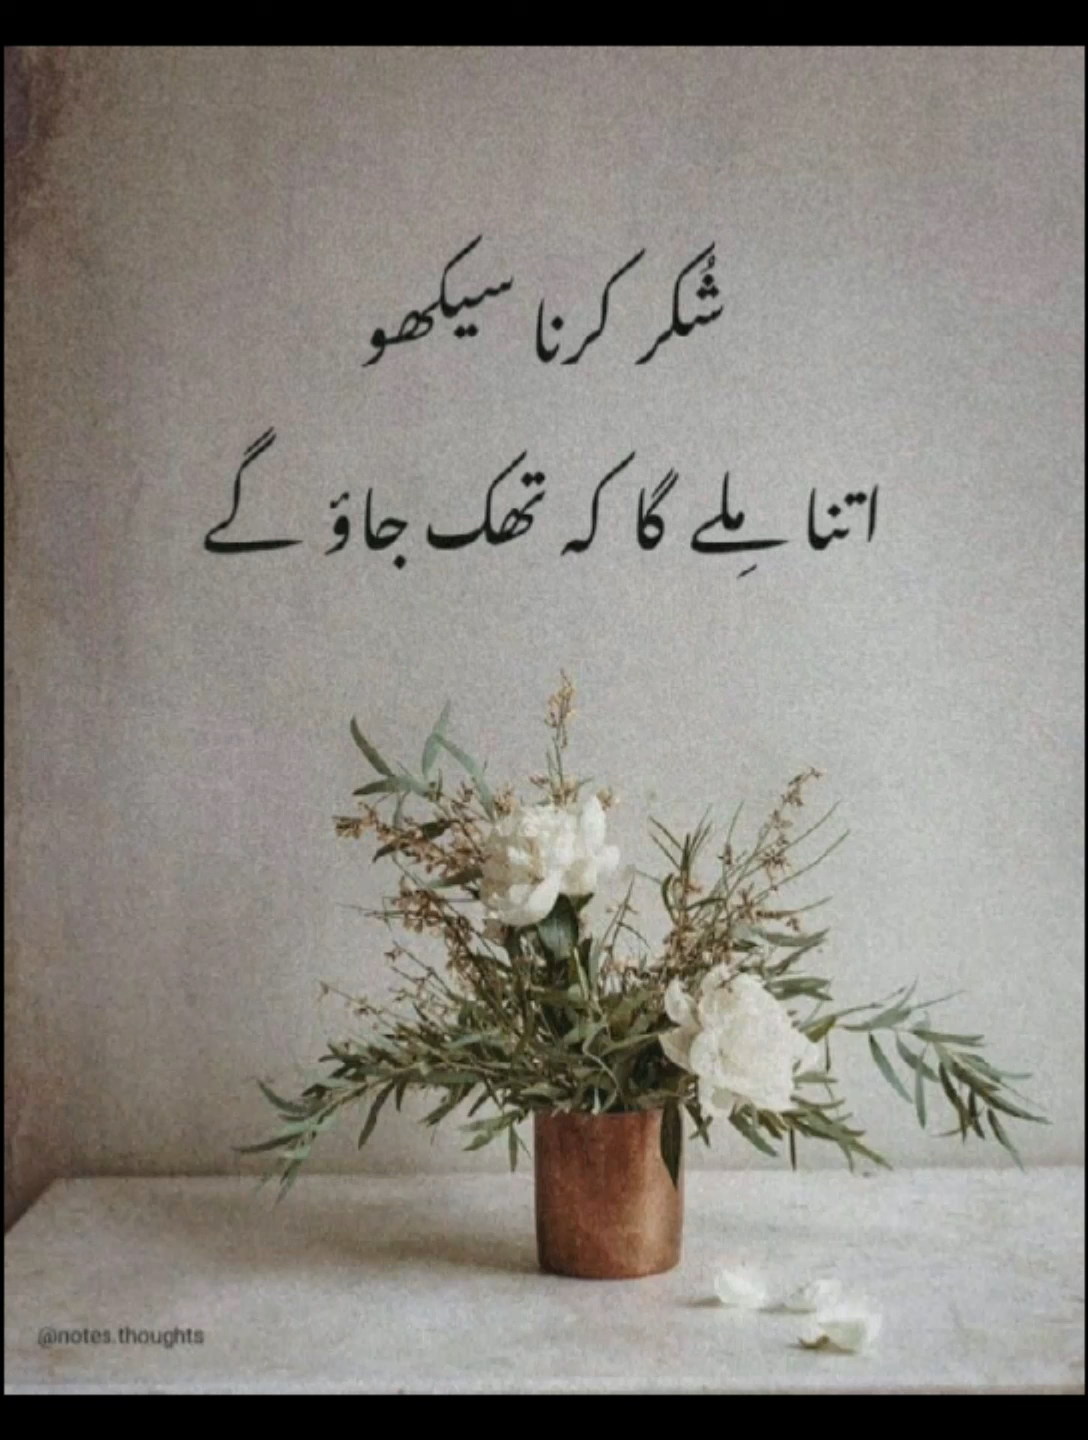 شُکر کرنا سیکھو
اتنا مِلے گا کہ تھک جاؤ گے
@notes.thoughts